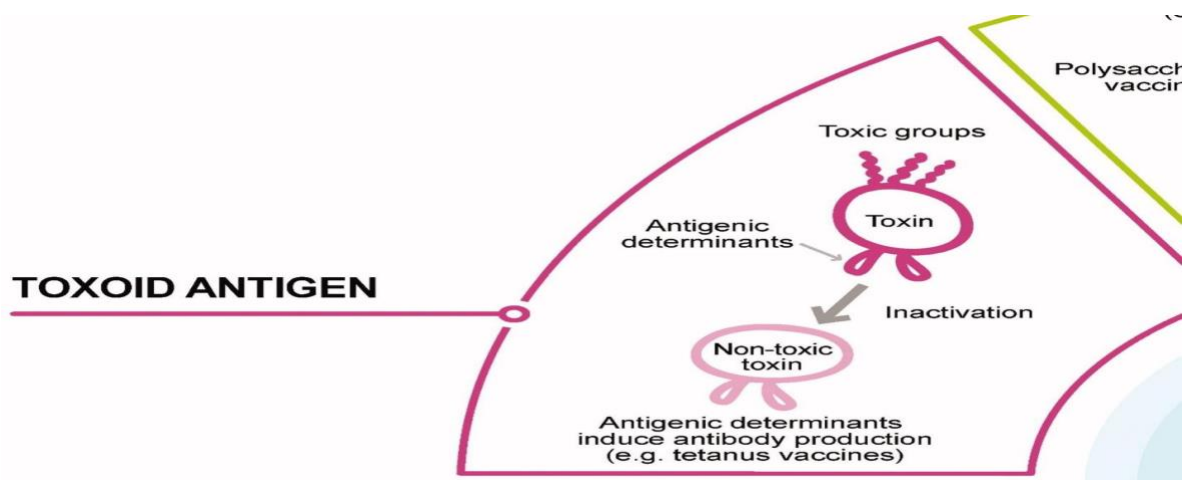 Polysacch
vaccin
Toxic groups
Toxin
Antigenic
determinants
TOXOID ANTIGEN
Inactivation
Non-toxic
toxin
Antigenic determinants
induce antibody production
(e.g. tetanus vaccines)